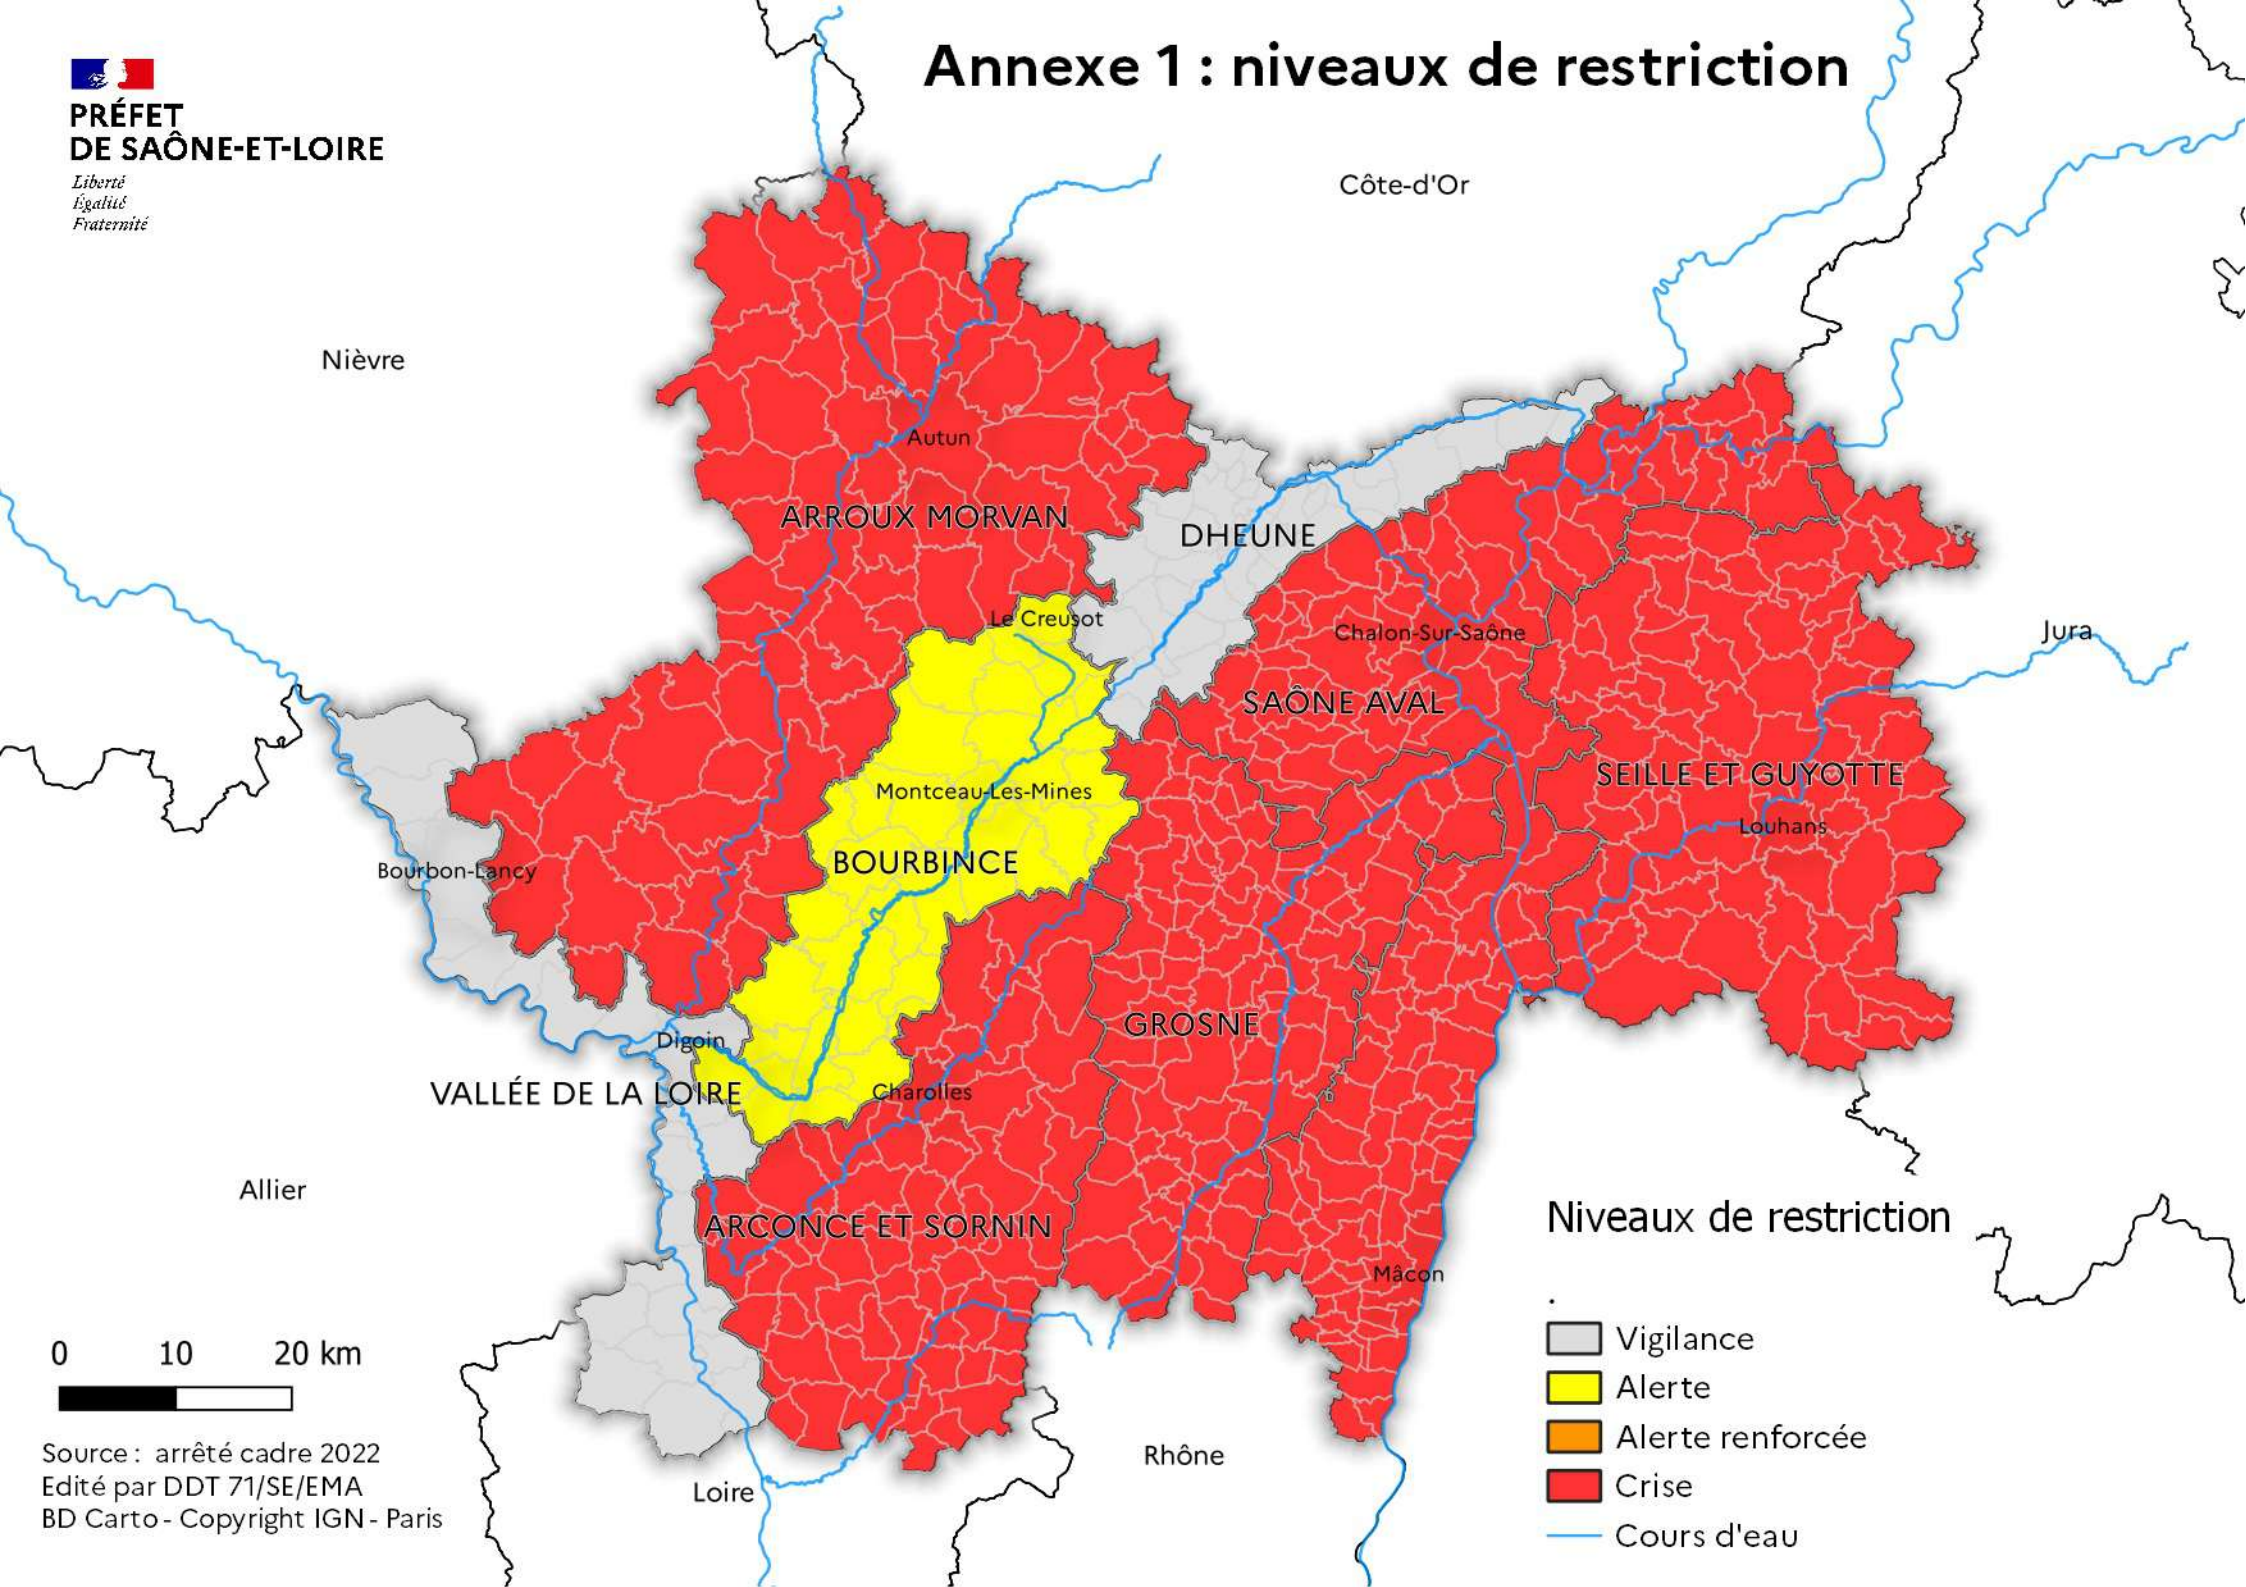 Annexe 1 : niveaux de restriction
PRÉFET
DE SAÔNE-ET-LOIRE
Liberté
Égalité
Fraternité
Côte-d'Or
Nièvre
Autun
ARROUX MORVAN
DHEUNE
Le Creusot
Chalon-Sur-Saône
Jura
SAÔNE AVAL
SEILLE ET GUYOTTE
Montceau-Les-Mines
Louhans
BOURBINCE
Bourbon-Lancy
GROSNE
Digoin
VALLÉE DE LA LOIRE
Charolles
Allier
ARCONCE ET SORNIN
Mâcon
Rhône
Loire
Niveaux de restriction
.
Vigilance
Alerte
Alerte renforcée
Crise
Cours d'eau
0 10 20 km
Source : arrêté cadre 2022
Edité par DDT 71/SE/EMA
BD Carto - Copyright IGN - Paris